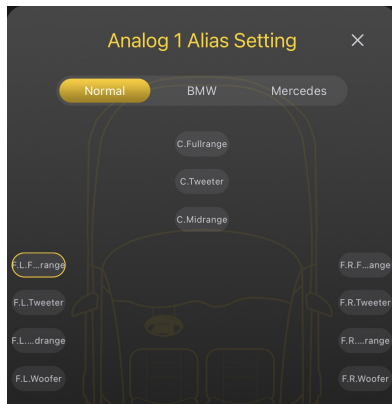 Analog 1 Alias Setting
Normal BMW Mercedes
C.Fullrange
C.Tweeter
C.Midrange
F.L.F...range F.R.F...ange
F.L.Tweeter F.R.Tweeter
F.L....drange F.R....range
F.L.Woofer F.R.Woofer